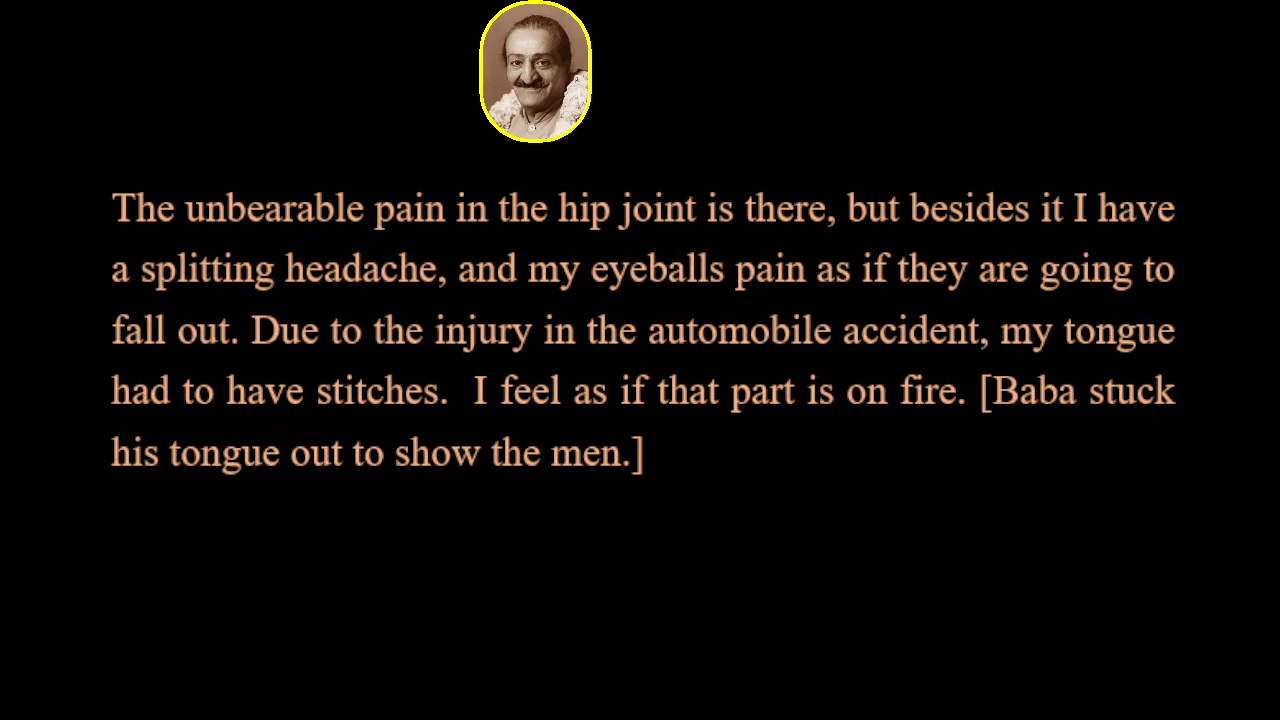 The unbearable pain in the hip joint is there, but besides it I have
a splitting headache, and my eyeballs pain as if they are going to
fall out. Due to the injury in the automobile accident, my tongue
had to have stitches.  I feel as if that part is on fire. [Baba stuck
his tongue out to show the men.]